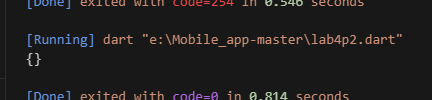 [Done] exited with code=254 in 0.546 seconds
[Running] dart "e:\Mobile_app-master\lab4p2.dart"
{}
[Done] exited with code=0 in 0.814 seconds